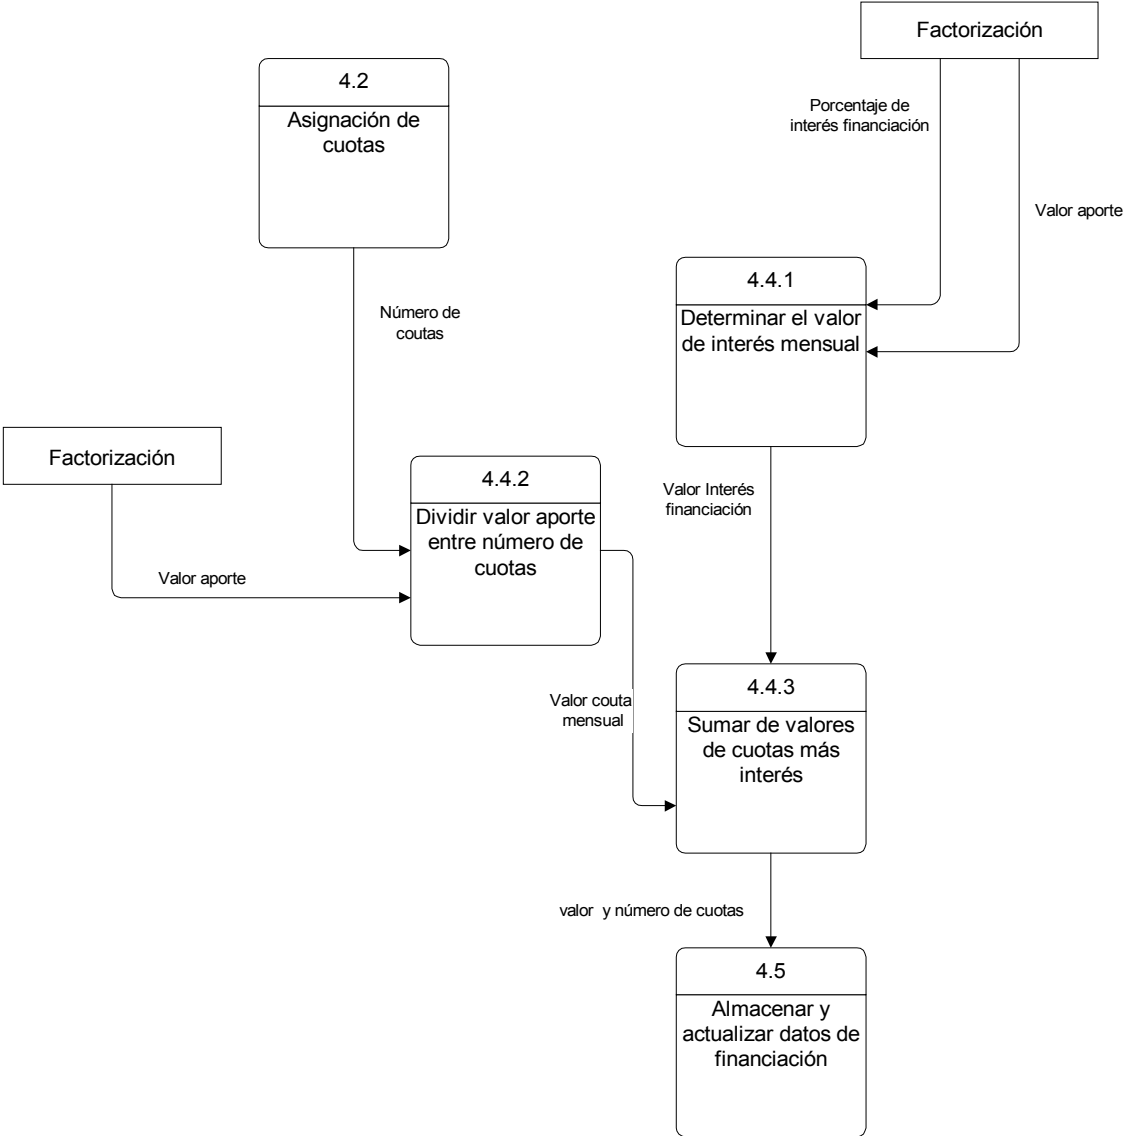 Factorización
4.2
Asignación de
cuotas
Porcentaje de
interés financiación
Valor aporte
4.4.1
Determinar el valor
de interés mensual
Número de
coutas
Factorización
4.4.2
Dividir valor aporte
entre número de
cuotas
Valor Interés
financiación
Valor aporte
4.4.3
Sumar de valores
de cuotas más
interés
Valor couta
mensual
valor y número de cuotas
4.5
Almacenar y
actualizar datos de
financiación